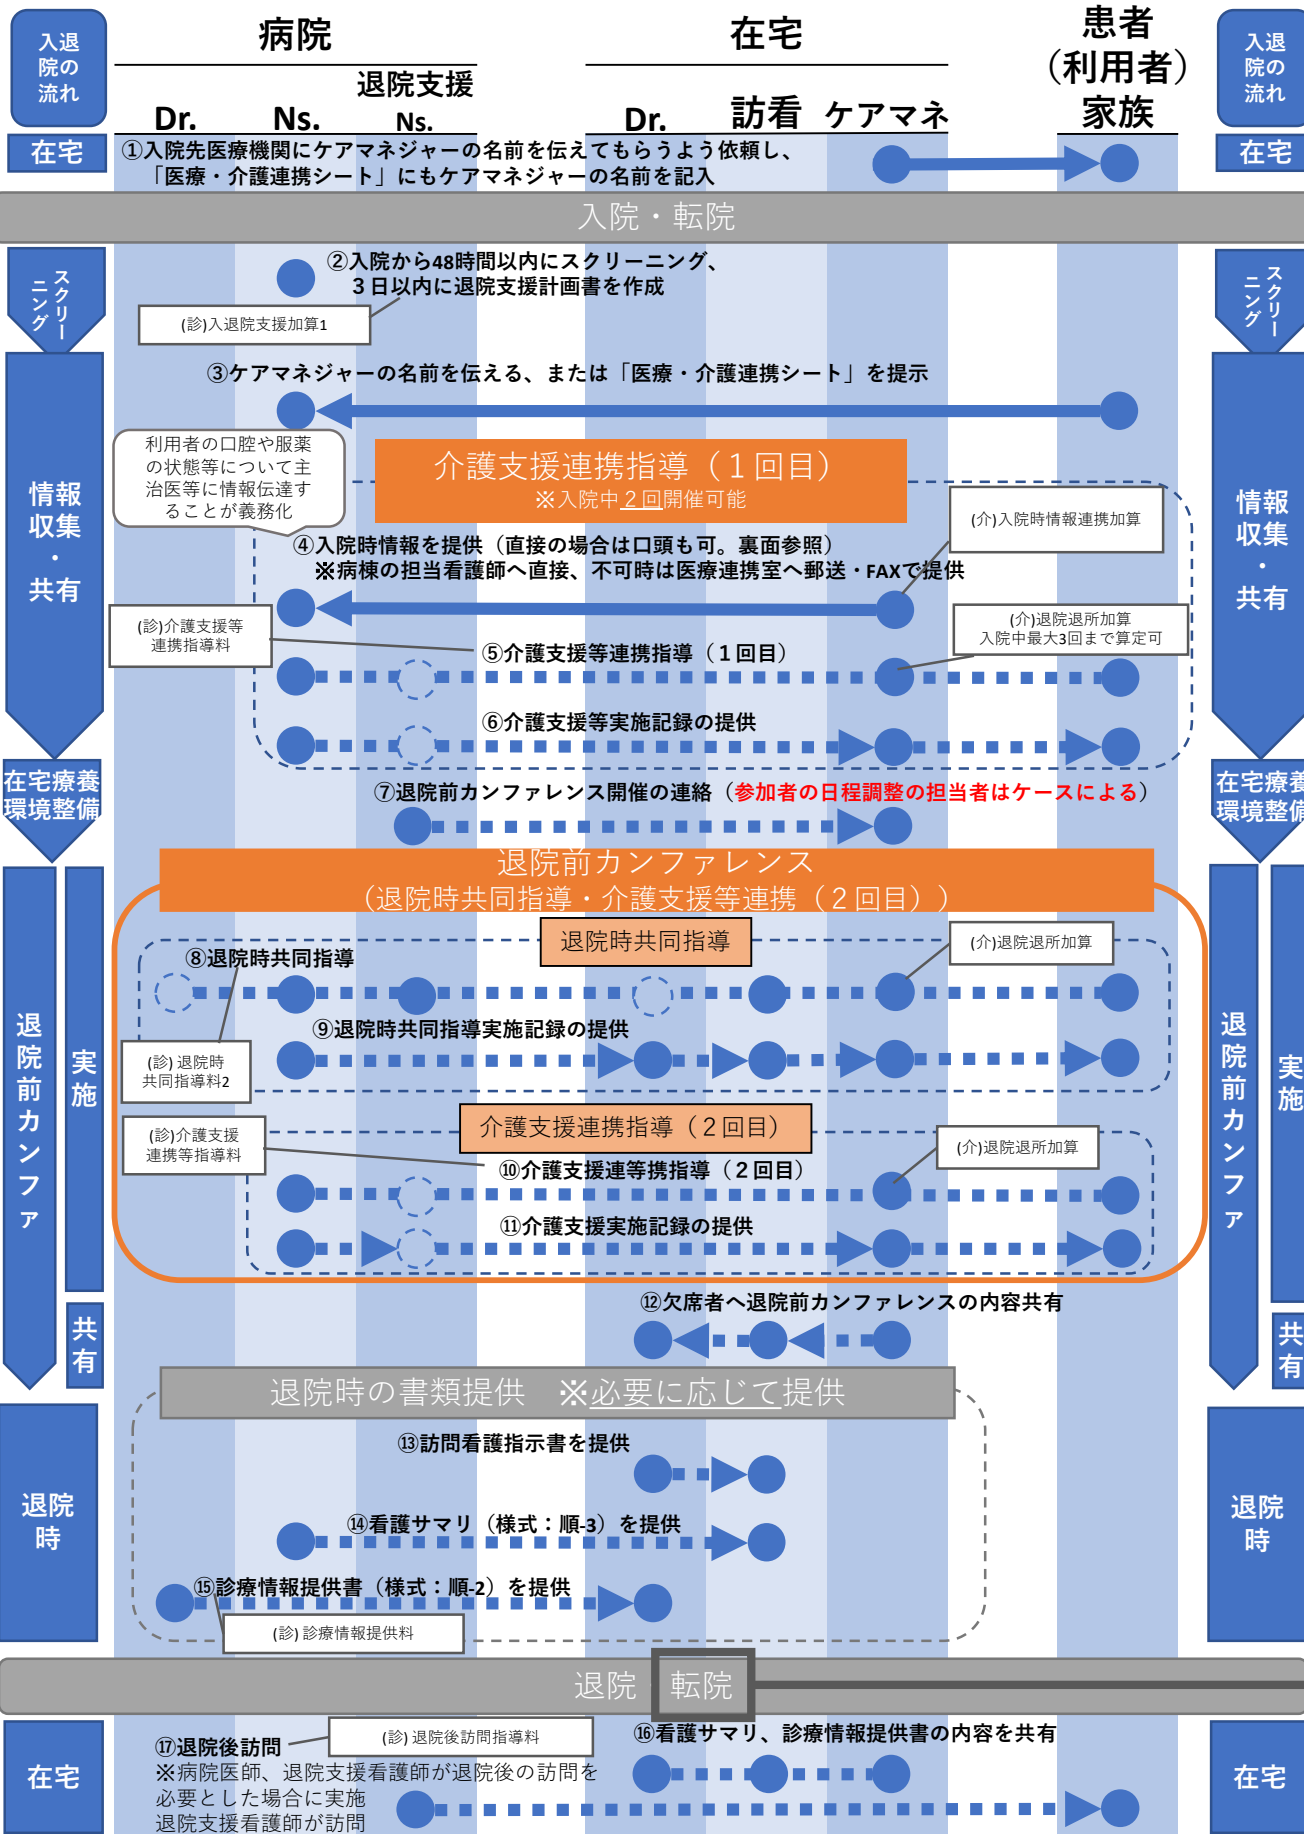 入退
院の
流れ
病院
在宅
患者
（利用者）
家族
入退
院の
流れ
退院支援
Dr.
Ns.
Ns.
Dr.
訪看
ケアマネ
在宅
①入院先医療機関にケアマネジャーの名前を伝えてもらうよう依頼し、
「医療・介護連携シート」にもケアマネジャーの名前を記入
在宅
入院・転院
スクリー
ニング
②入院から48時間以内にスクリーニング、
３日以内に退院支援計画書を作成
(診)入退院支援加算1
スクリー
ニング
③ケアマネジャーの名前を伝える、または「医療・介護連携シート」を提示
情報
収集
・
共有
利用者の口腔や服薬
の状態等について主
治医等に情報伝達す
ることが義務化
介護支援連携指導（１回目）
※入院中２回開催可能
(介)入院時情報連携加算
情報
収集
・
共有
④入院時情報を提供（直接の場合は口頭も可。裏面参照）
※病棟の担当看護師へ直接、不可時は医療連携室へ郵送・FAXで提供
(診)介護支援等
連携指導料
(介)退院退所加算
入院中最大3回まで算定可
⑤介護支援等連携指導（１回目）
⑥介護支援等実施記録の提供
在宅療養
環境整備
⑦退院前カンファレンス開催の連絡（参加者の日程調整の担当者はケースによる）
在宅療養
環境整備
退院前カンファレンス
（退院時共同指導・介護支援等連携（２回目））
退院前カンファ
実施
退院時共同指導
(介)退院退所加算
⑧退院時共同指導
⑨退院時共同指導実施記録の提供
(診) 退院時
共同指導料2
退院前カンファ
実施
介護支援連携指導（２回目）
(診)介護支援
連携等指導料
(介)退院退所加算
⑩介護支援連等携指導（２回目）
⑪介護支援実施記録の提供
共有
⑫欠席者へ退院前カンファレンスの内容共有
共有
退院時の書類提供　※必要に応じて提供
⑬訪問看護指示書を提供
退院
時
⑭看護サマリ（様式：順-3）を提供
退院
時
⑮診療情報提供書（様式：順-2）を提供
(診) 診療情報提供料
退院
転院
在宅
⑰退院後訪問
(診) 退院後訪問指導料
⑯看護サマリ、診療情報提供書の内容を共有
※病院医師、退院支援看護師が退院後の訪問を
必要とした場合に実施
退院支援看護師が訪問
在宅